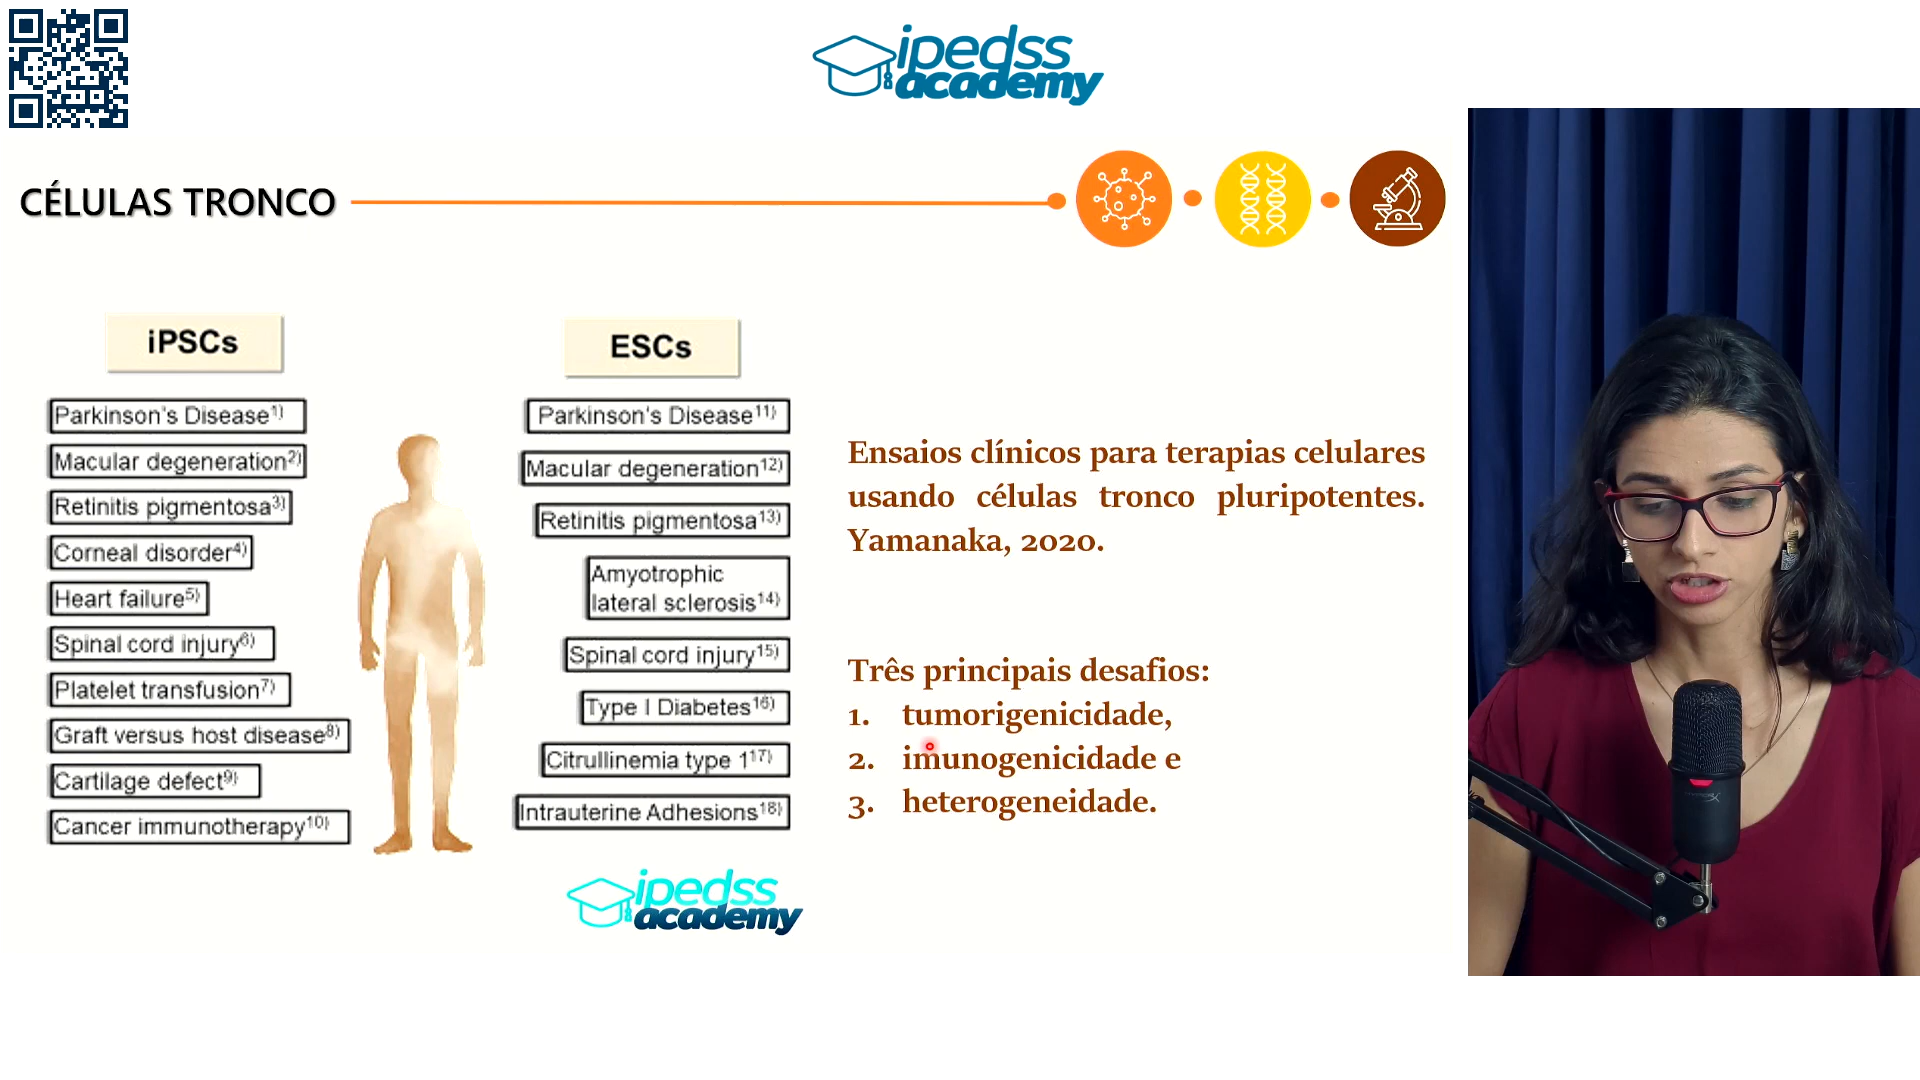 ipedss
academy
CÉLULAS TRONCO
iPSCs
Parkinson's Disease1)
Macular degeneration2)
Retinitis pigmentosa3)
Corneal disorder4)
Heart failure5)
Spinal cord injury6)
Platelet transfusion7)
Graft versus host disease8)
Cartilage defect9)
Cancer immunotherapy10)
ESCs
Parkinson's Disease11)
Macular degeneration12)
Retinitis pigmentosa13)
Amyotrophic
lateral sclerosis14)
Spinal cord injury15)
Type I Diabetes16)
Citrullinemia type 117)
Intrauterine Adhesions18)
Ensaios clínicos para terapias celulares
usando células tronco pluripotentes.
Yamanaka, 2020.
Três principais desafios:
1. tumorigenicidade,
2. imunogenicidade e
3. heterogeneidade.
ipedss
academy